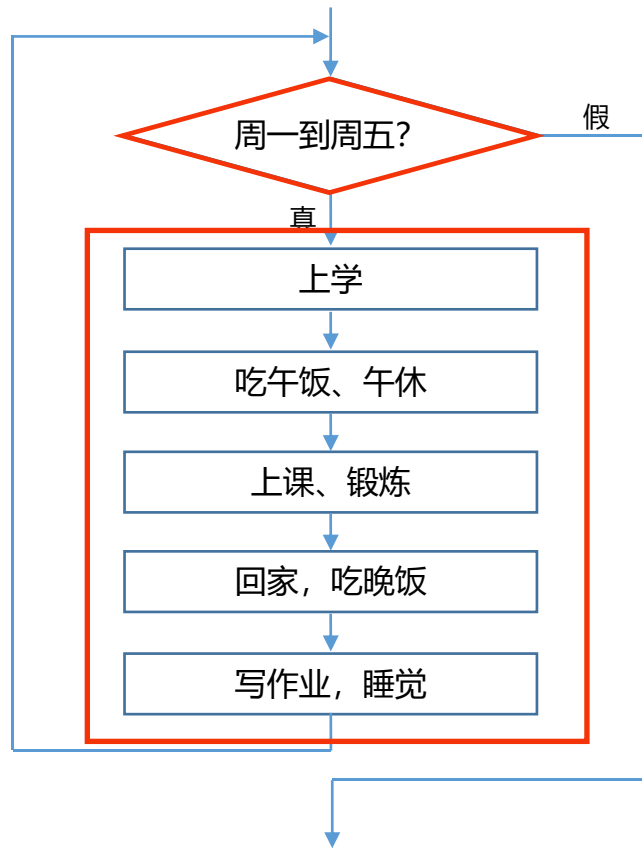 周一到周五？
假
真
上学
吃午饭、午休
上课、锻炼
回家，吃晚饭
写作业，睡觉